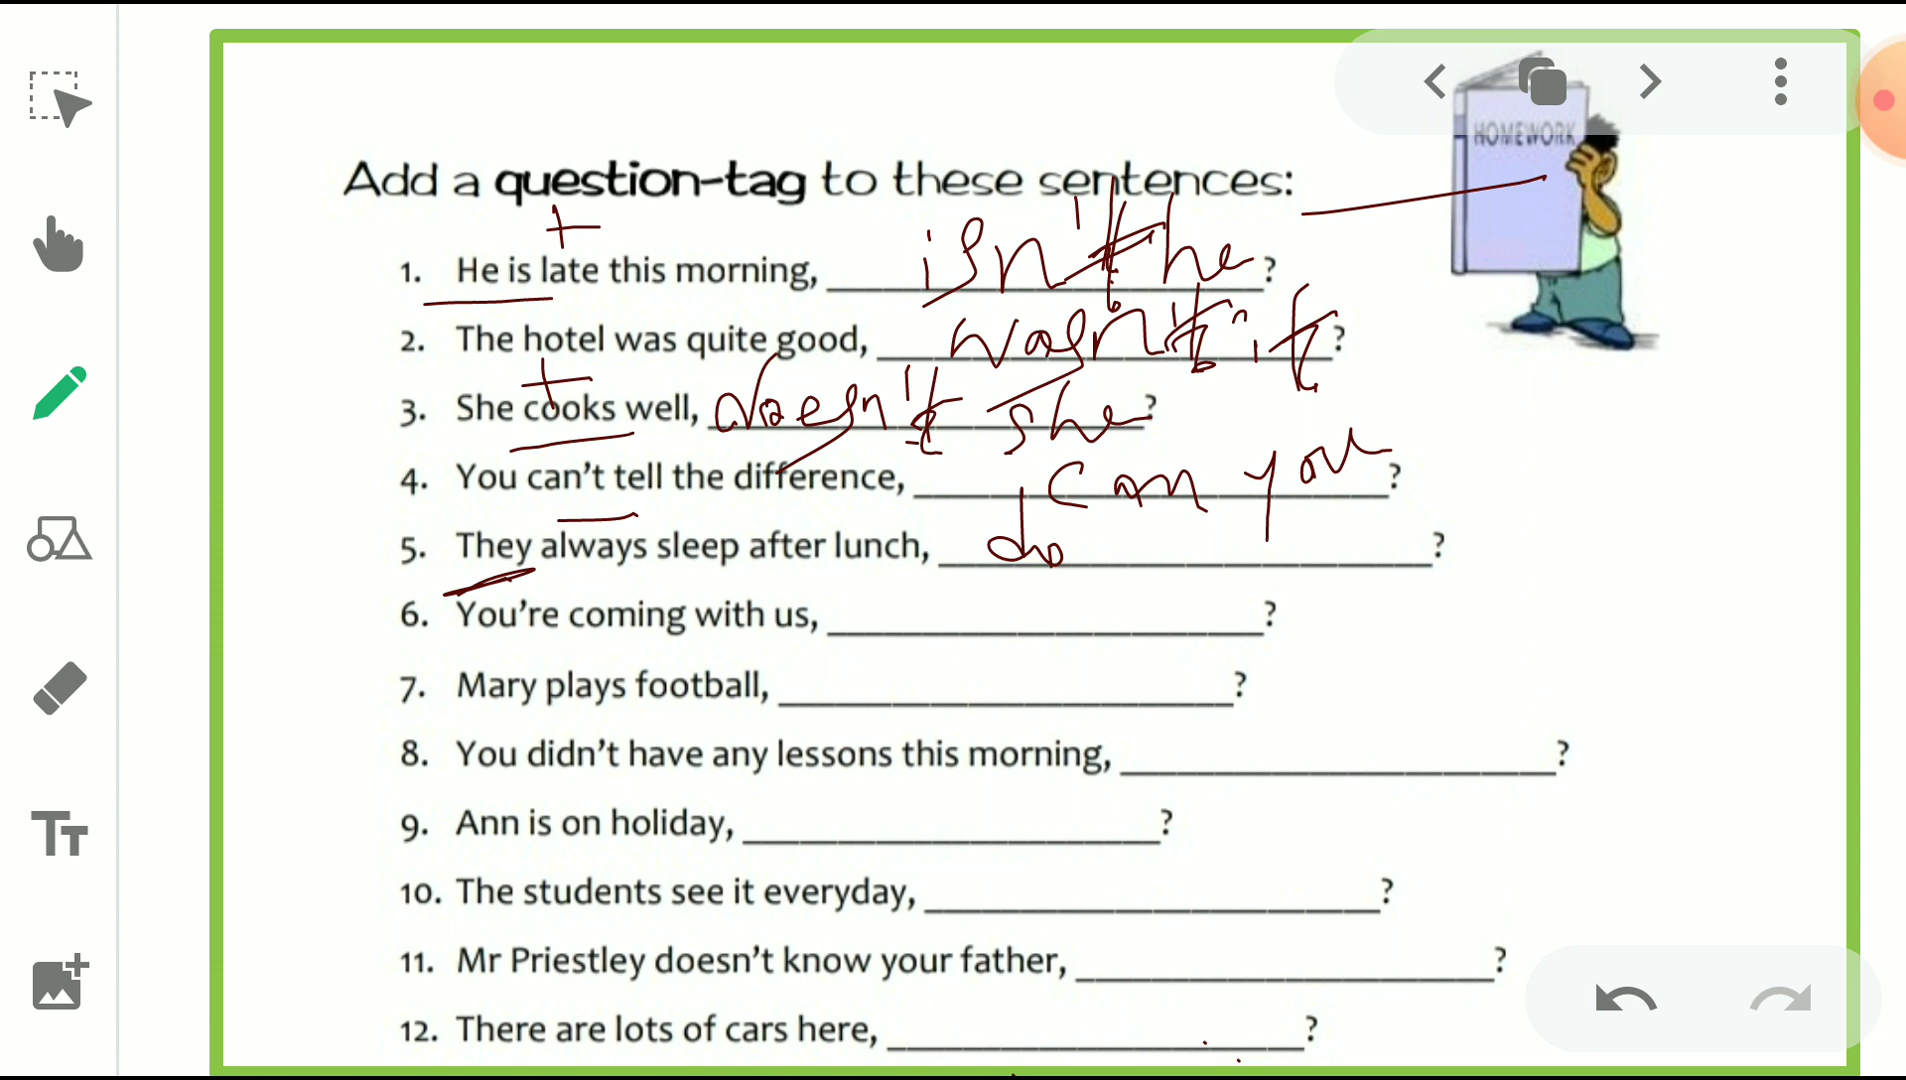 HOMEWORK
Add a question-tag to these sentences:
1. He is late this morning, isn't he ?
2. The hotel was quite good, wasn't it ?
3. She cooks well, doesn't she ?
4. You can't tell the difference, can you ?
5. They always sleep after lunch, do ?
6. You're coming with us, ?
7. Mary plays football, ?
8. You didn't have any lessons this morning, ?
9. Ann is on holiday, ?
10. The students see it everyday, ?
11. Mr Priestley doesn't know your father, ?
12. There are lots of cars here, ?
TT